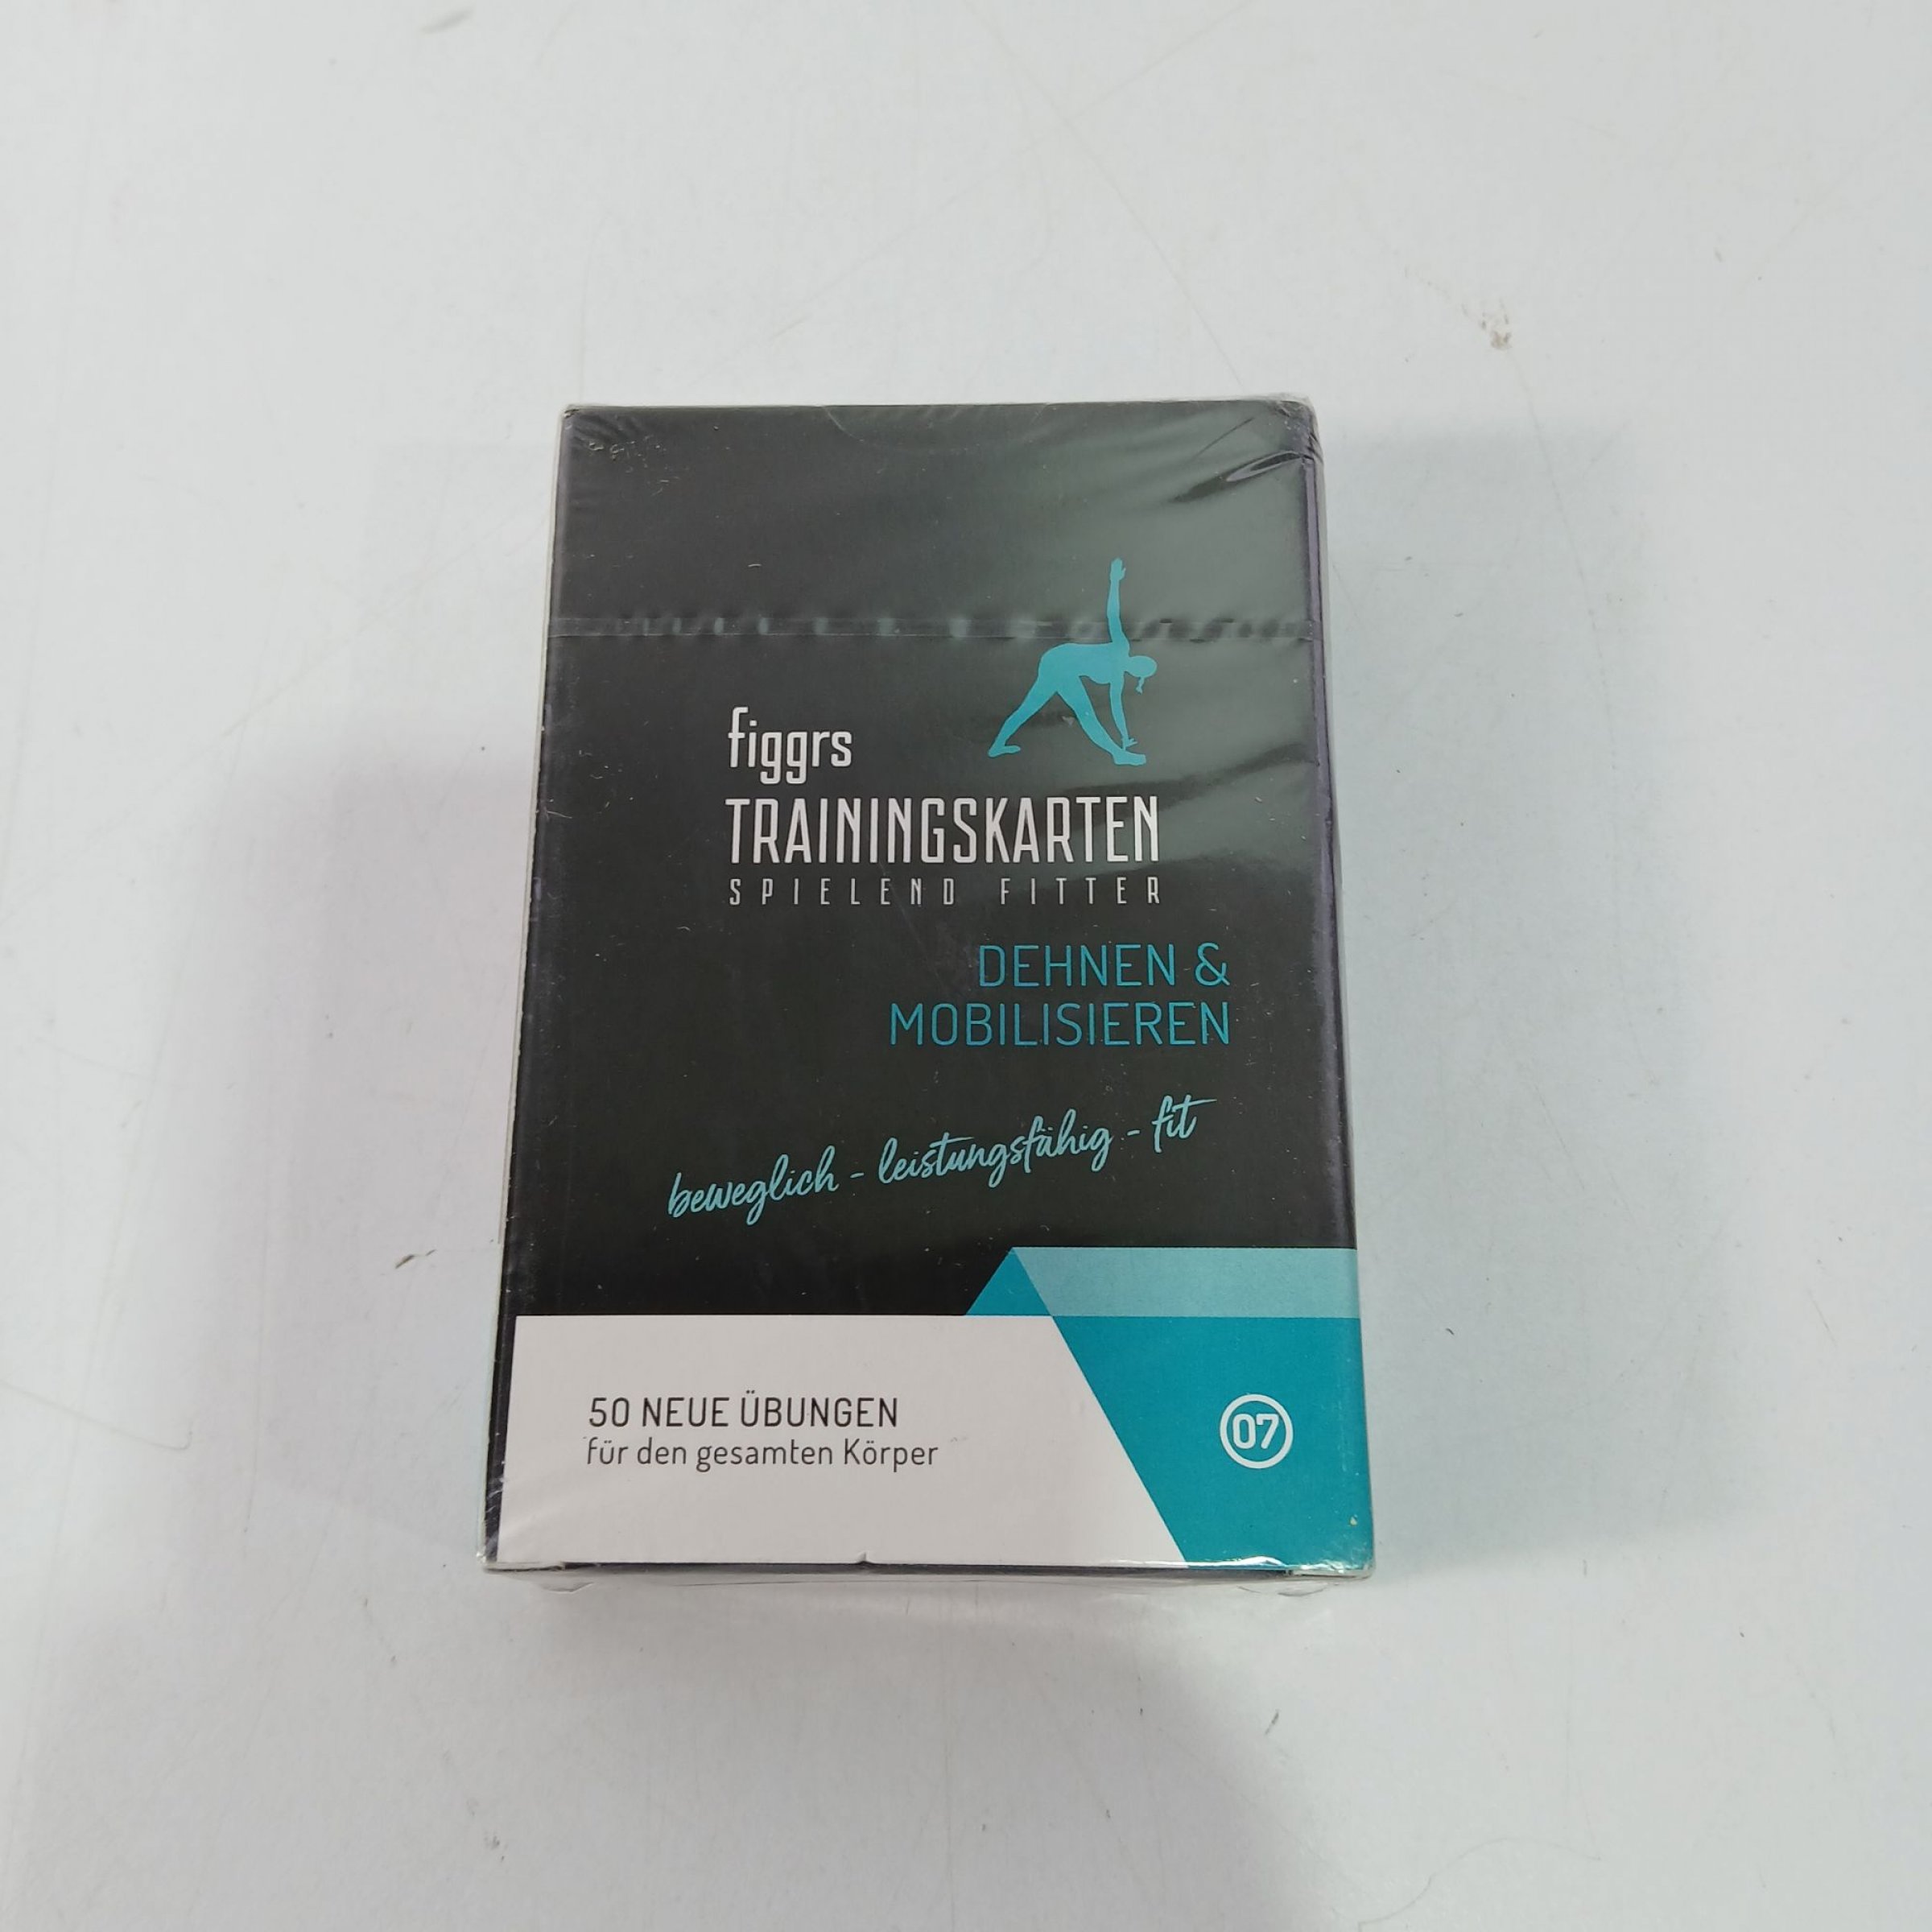 figgrs
TRAININGSKARTEN
SPIELEND FITTER
DEHNEN &
MOBILISIEREN
beweglich - leistungsfähig - fit
50 NEUE ÜBUNGEN
für den gesamten Körper
07